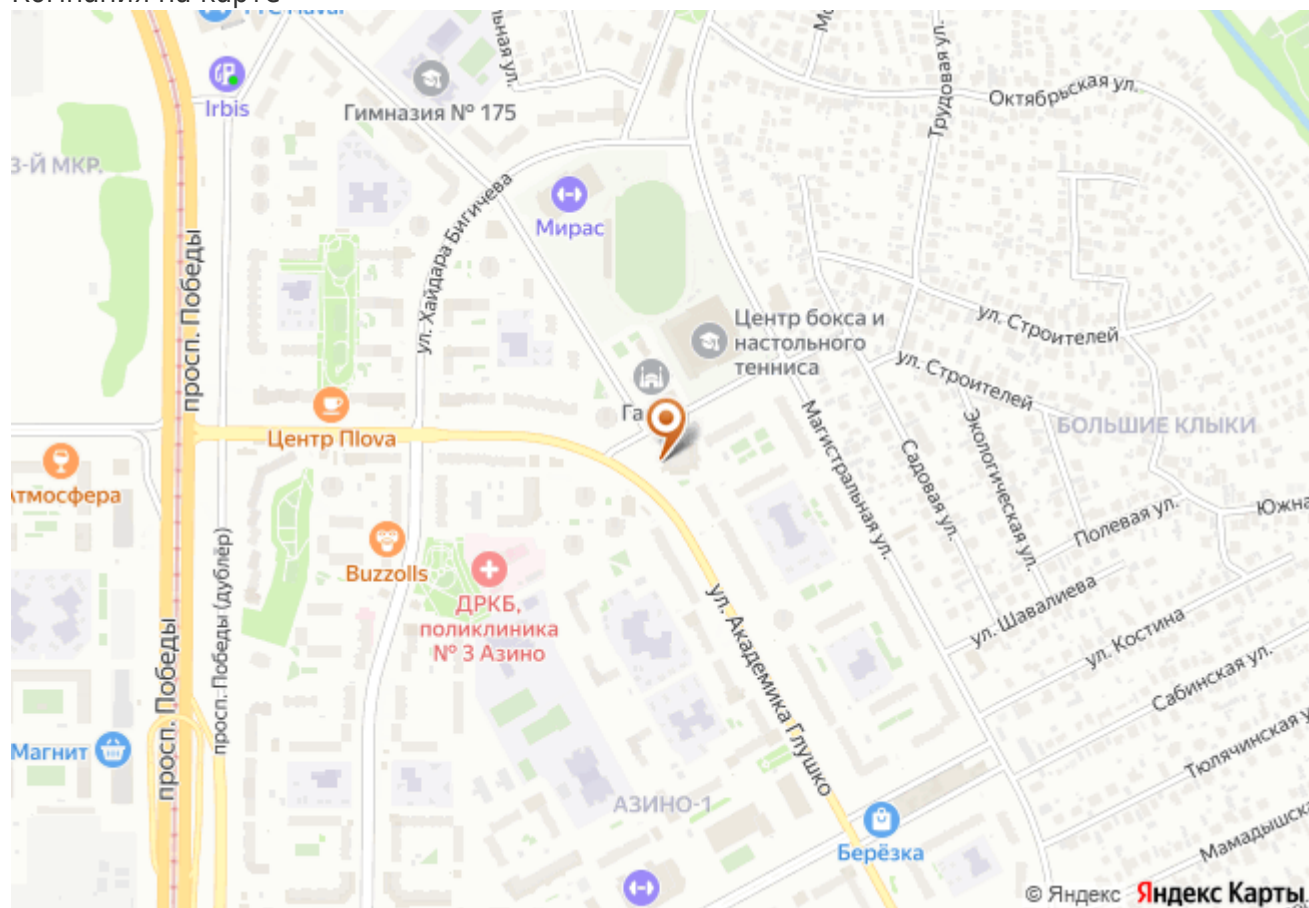 Irbis
Гимназия № 175
Октябрьская ул.
Трудовая ул.
3-Й МКР.
просп. Победы
ул. Хайдара Бигичева
Мирас
Центр бокса и
настольного
тенниса
ул. Строителей
ул. Строителей
БОЛЬШИЕ КЛЫКИ
Га
Центр Пlova
Атмосфера
Магистральная ул.
Садовая ул.
Экологическая ул.
Полевая ул.
Южна
Buzzolls
ДРКБ,
поликлиника
№ 3 Азино
просп. Победы (дублёр)
просп. Победы
ул. Академика Глушко
ул. Шавалиева
ул. Костина
Сабинская ул.
Тюлячинская у
Мамадышска
Магнит
АЗИНО-1
Берёзка
© Яндекс Яндекс Карты